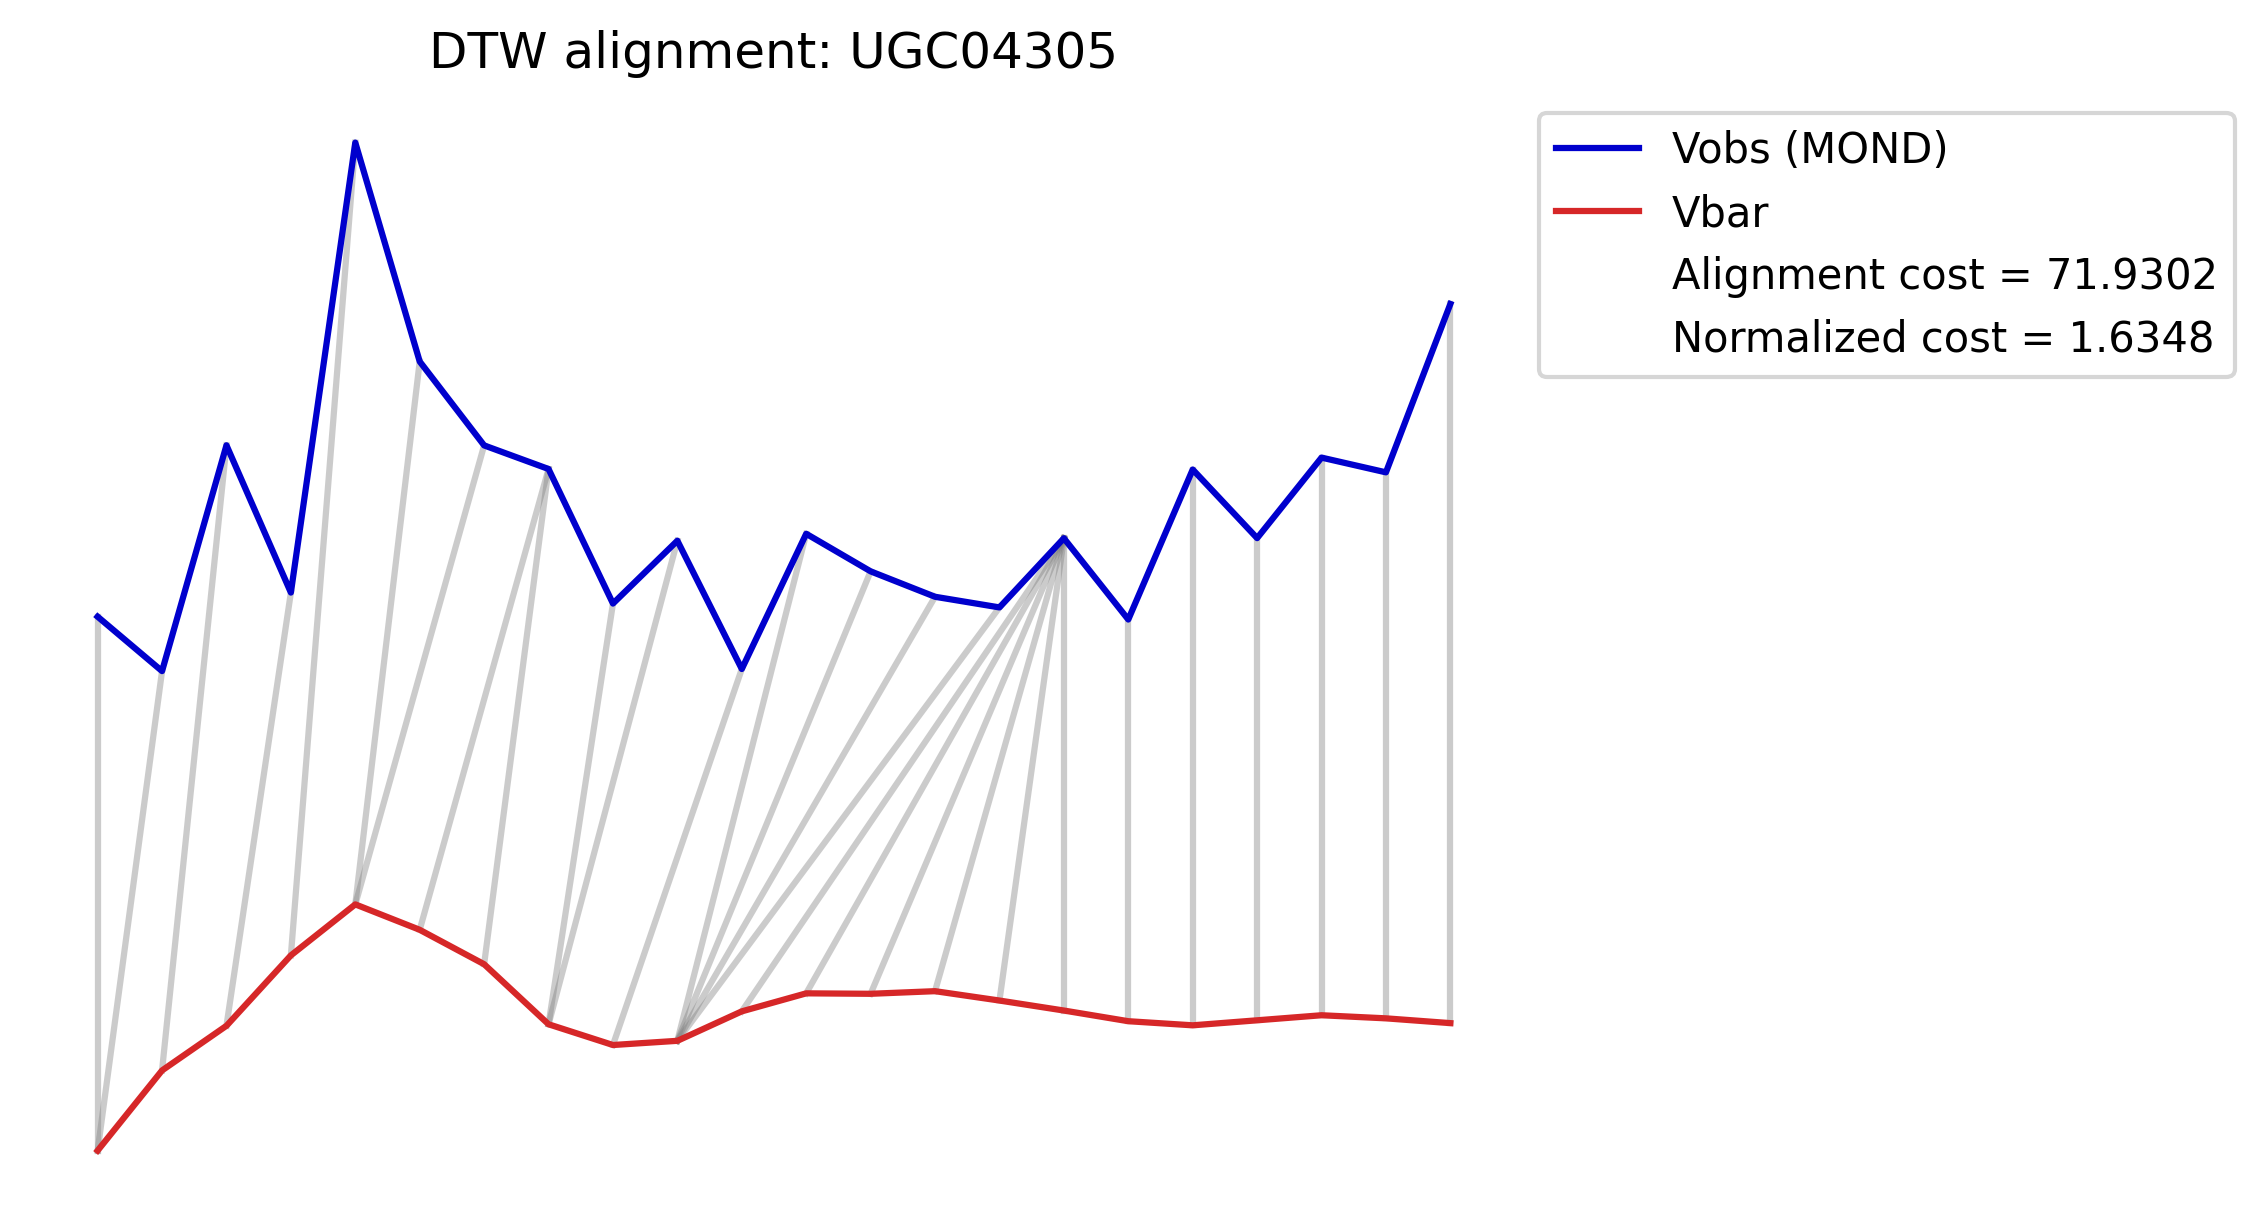 DTW alignment: UGC04305
Vobs (MOND)
Vbar
Alignment cost = 71.9302
Normalized cost = 1.6348